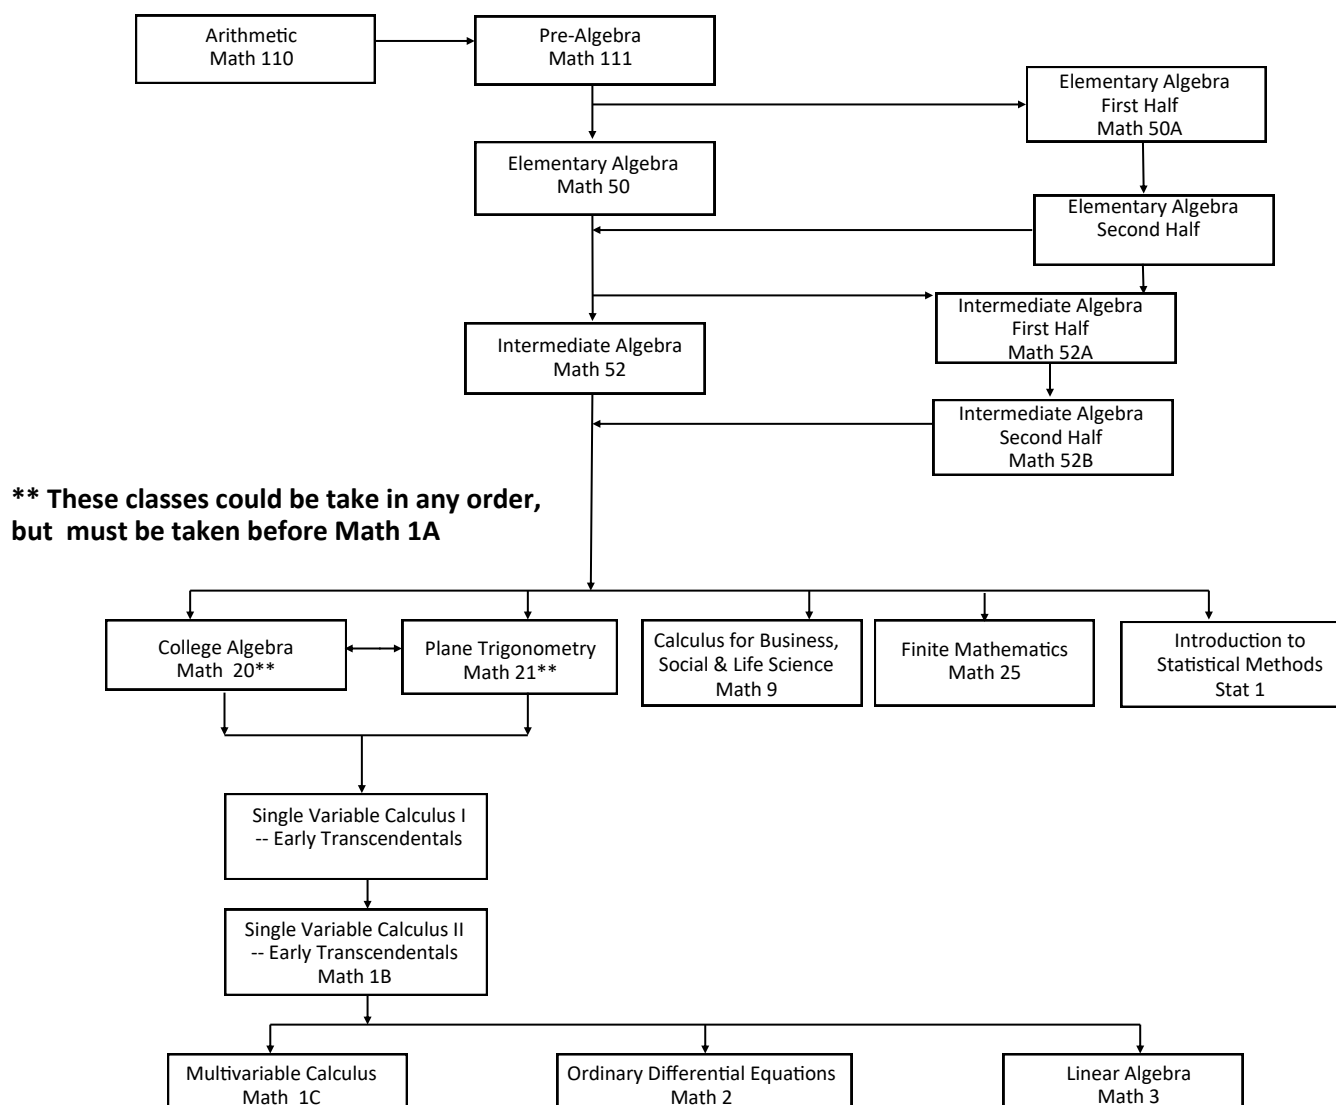 Arithmetic
Math 110
Pre-Algebra
Math 111
Elementary Algebra
First Half
Math 50A
Elementary Algebra
Math 50
Elementary Algebra
Second Half
Intermediate Algebra
First Half
Math 52A
Intermediate Algebra
Math 52
Intermediate Algebra
Second Half
Math 52B
** These classes could be take in any order,
but must be taken before Math 1A
College Algebra
Math 20**
Plane Trigonometry
Math 21**
Calculus for Business,
Social & Life Science
Math 9
Finite Mathematics
Math 25
Introduction to
Statistical Methods
Stat 1
Single Variable Calculus I
-- Early Transcendentals
Single Variable Calculus II
-- Early Transcendentals
Math 1B
Multivariable Calculus
Math 1C
Ordinary Differential Equations
Math 2
Linear Algebra
Math 3